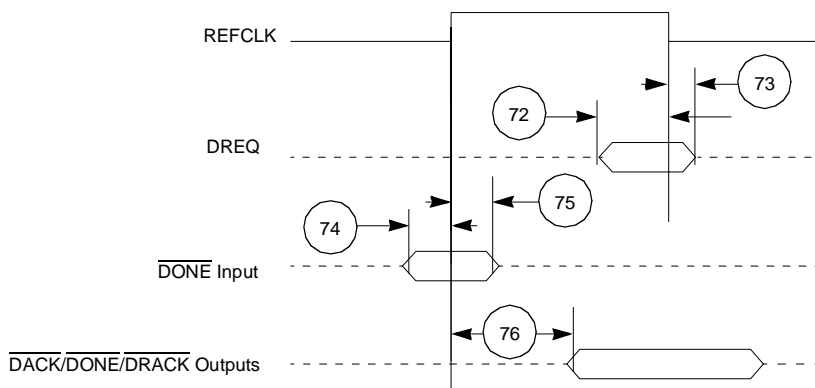 REFCLK
73
72
DREQ
74
75
DONE Input
76
DACK/DONE/DRACK Outputs